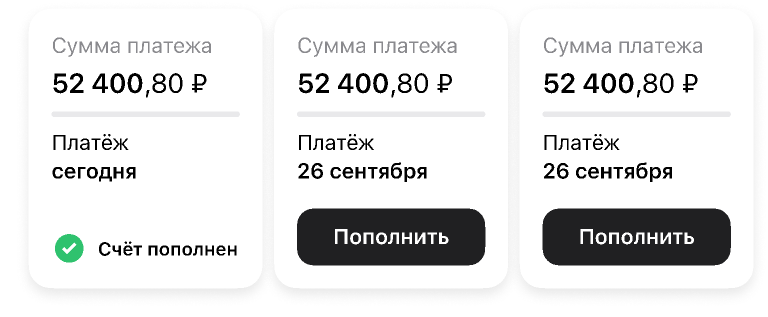 Сумма платежа
52 400,80 ₽
Платёж
сегодня
Счёт пополнен
Сумма платежа
52 400,80 ₽
Платёж
26 сентября
Пополнить
Сумма платежа
52 400,80 ₽
Платёж
26 сентября
Пополнить